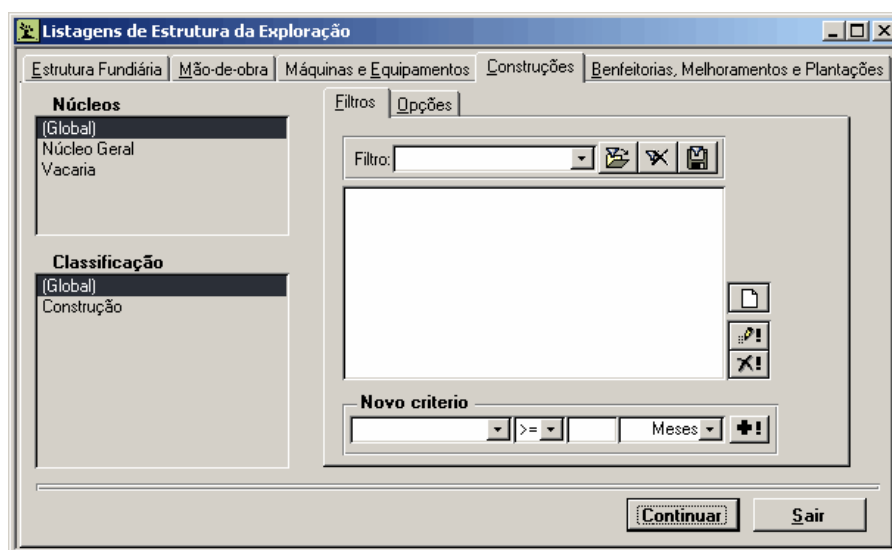 Listagens de Estrutura da Exploração
Estrutura Fundiária Mão-de-obra Máquinas e Equipamentos Construções Benfeitorias, Melhoramentos e Plantações
Núcleos
(Global)
Núcleo Geral
Vacaria
Classificação
(Global)
Construção
Filtros Opções
Filtro:
Novo criterio
>= Meses
Continuar Sair